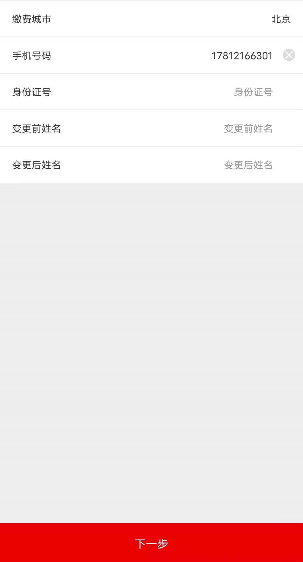 缴费城市 北京
手机号码 17812166301
身份证号 身份证号
变更前姓名 变更前姓名
变更后姓名 变更后姓名
下一步